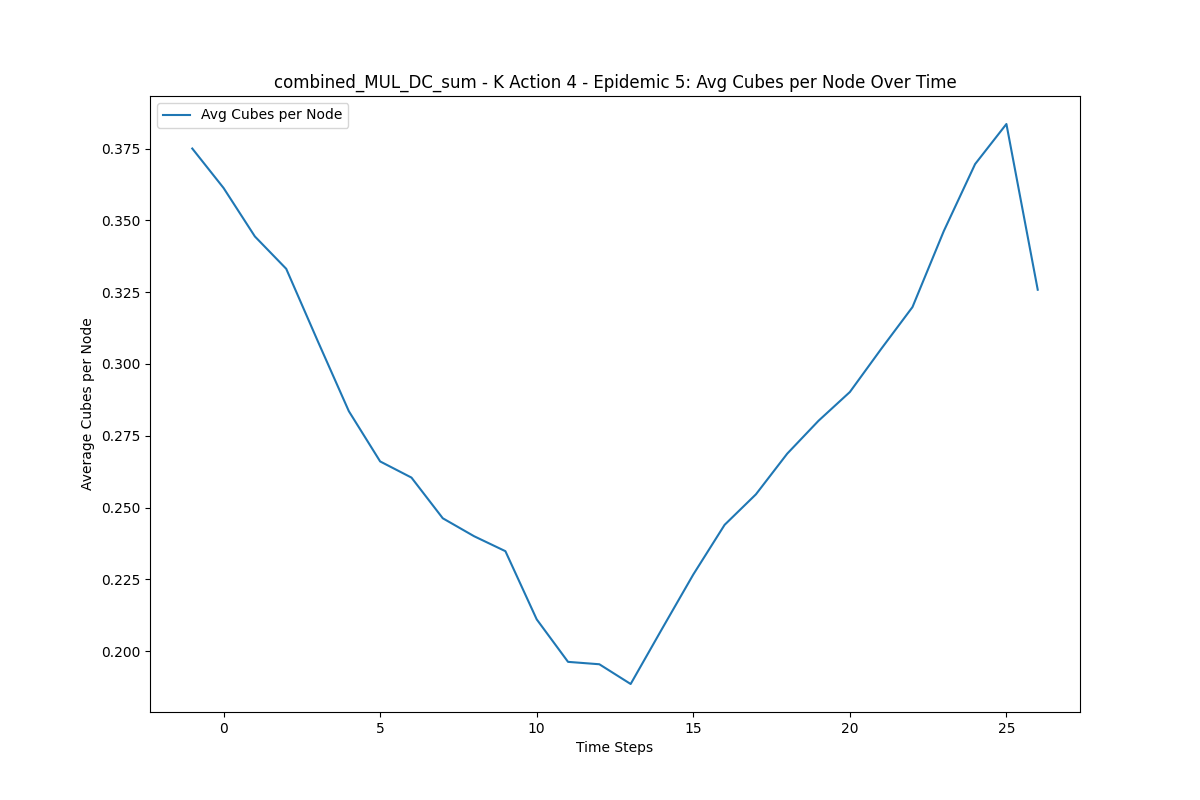 combined_MUL_DC_sum - K Action 4 - Epidemic 5: Avg Cubes per Node Over Time
Avg Cubes per Node
0.375
0.350
0.325
0.300
0.275
0.250
0.225
0.200
Average Cubes per Node
0 5 10 15 20 25
Time Steps